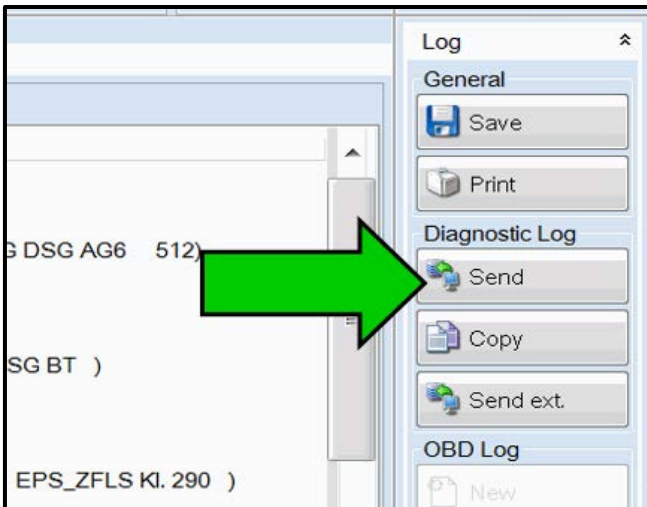 Log
General
Save
Print
G DSG AG6 512)
Diagnostic Log
Send
Copy
SG BT )
Send ext.
OBD Log
EPS_ZFLS Kl. 290 )
New